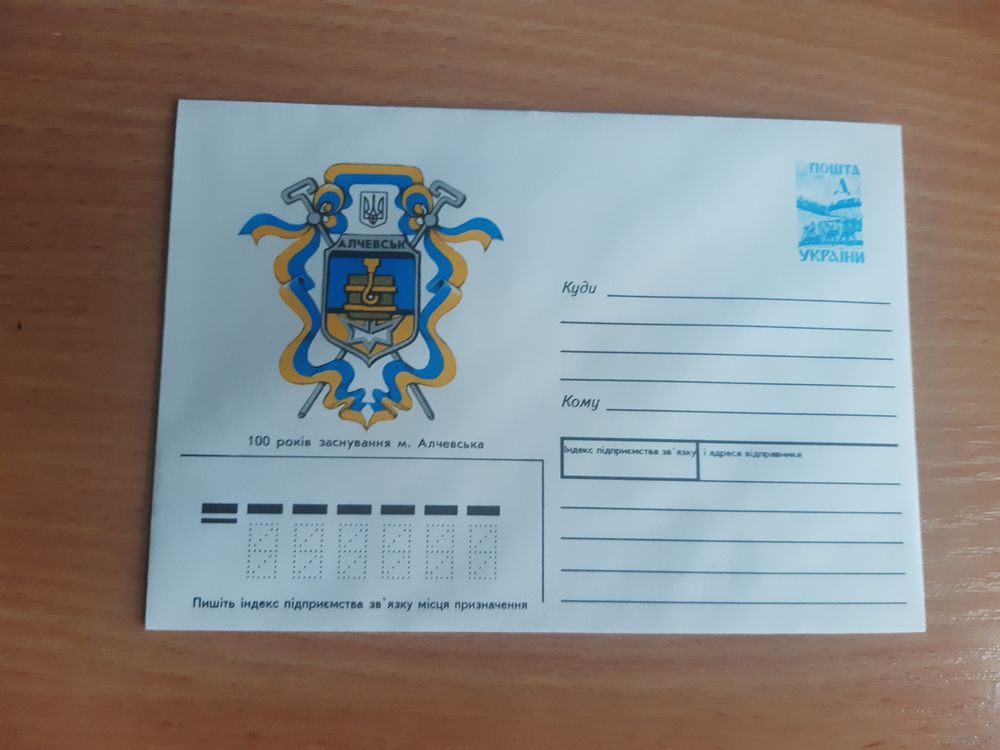 ПОШТА
Д
УКРАЇНИ
АЛЧЕВСЬК
Куди
Кому
100 років заснування м. Алчевська
Індекс підприємства зв`язку і адреса відправника
Пишіть індекс підприємства зв`язку місця призначення